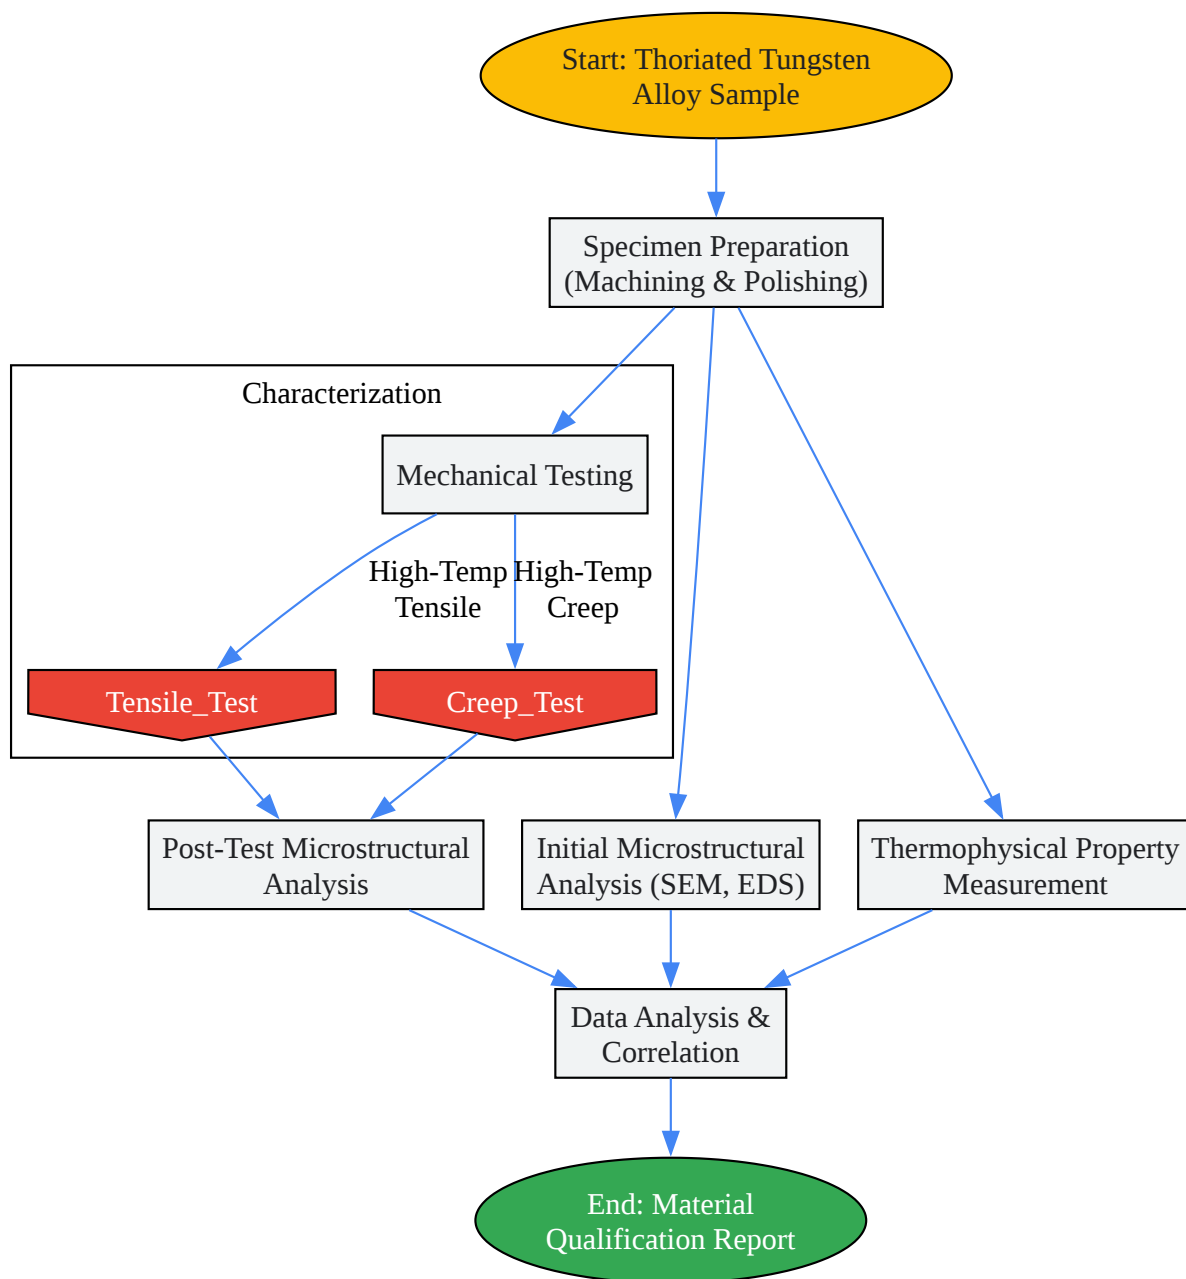 Start: Thoriated Tungsten
Alloy Sample
Specimen Preparation
(Machining & Polishing)
Characterization
Mechanical Testing
High-Temp
Tensile
High-Temp
Creep
Tensile_Test
Creep_Test
Post-Test Microstructural
Analysis
Initial Microstructural
Analysis (SEM, EDS)
Thermophysical Property
Measurement
Data Analysis &
Correlation
End: Material
Qualification Report